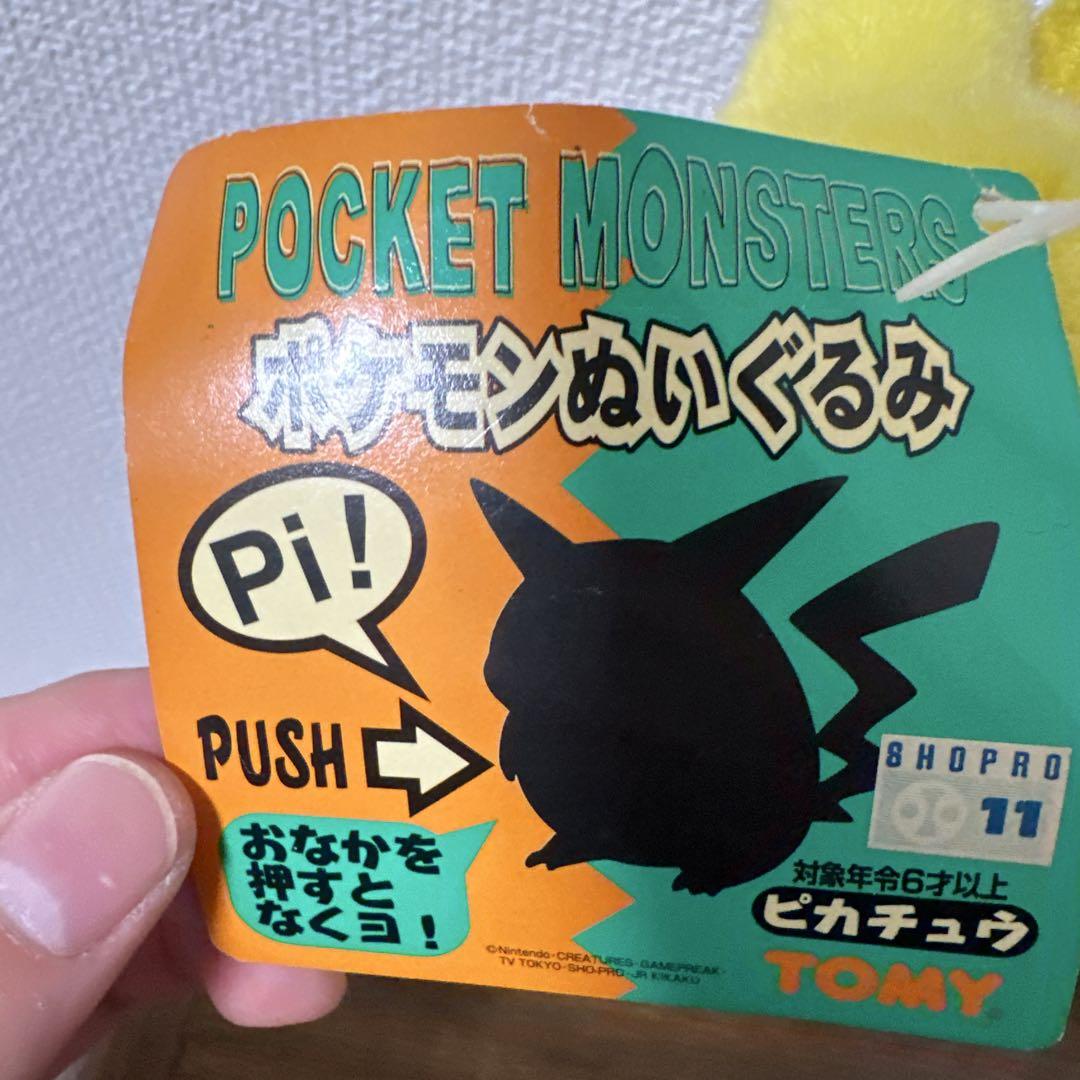 POCKET MONSTERS
ポケモンぬいぐるみ
Pi!
PUSH
おなかを
押すと
なくヨ!
SHOPRO
11
対象年令6才以上
ピカチュウ
©Nintendo・CREATURES・GAMEFREAK・
TV TOKYO・SHO-PRO・JR KIKAKU
TOMY